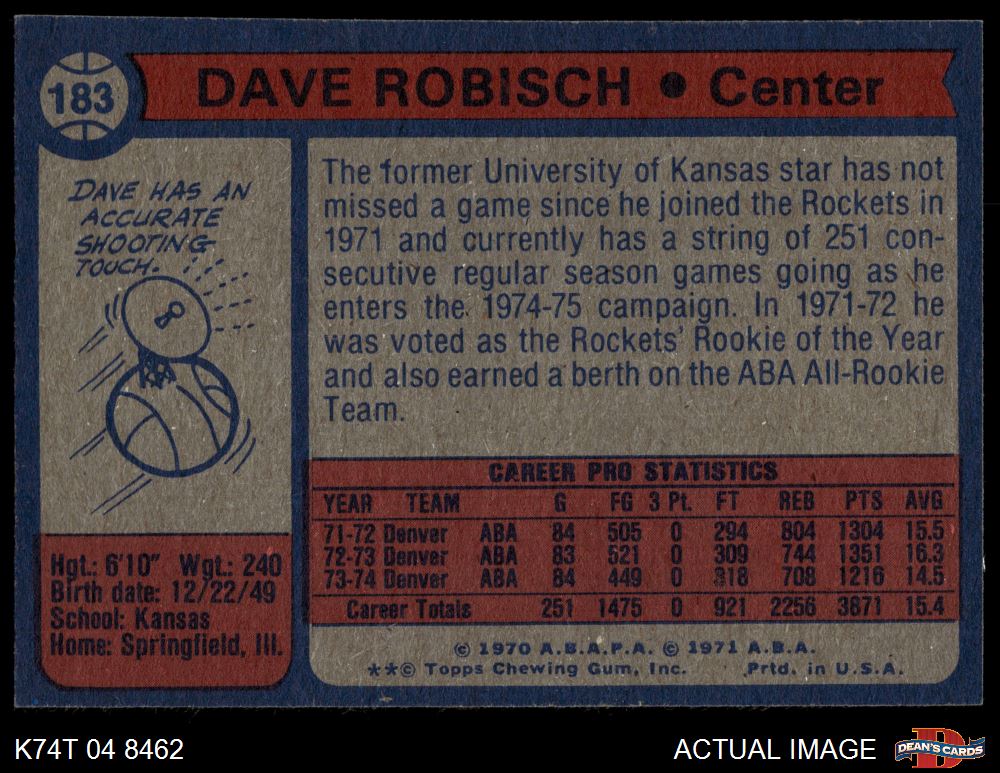 183
DAVE ROBISCH ● Center
DAVE HAS AN
ACCURATE
SHOOTING
TOUCH.
The former University of Kansas star has not
missed a game since he joined the Rockets in
1971 and currently has a string of 251 con-
secutive regular season games going as he
enters the 1974-75 campaign. In 1971-72 he
was voted as the Rockets' Rookie of the Year
and also earned a berth on the ABA All-Rookie
Team.
Hgt.: 6'10" Wgt.: 240
Birth date: 12/22/49
School: Kansas
Home: Springfield, Ill.
CAREER PRO STATISTICS
YEAR TEAM G FG 3 Pt. FT REB PTS AVG
71-72 Denver ABA 84 505 0 294 804 1304 15.5
72-73 Denver ABA 83 521 0 309 744 1351 16.3
73-74 Denver ABA 84 449 0 318 708 1216 14.5
Career Totals 251 1475 0 921 2256 3871 15.4
© 1970 A.B.A.P.A. © 1971 A.B.A.
**© Topps Chewing Gum, Inc. Prtd. in U.S.A.
K74T 04 8462
ACTUAL IMAGE
D
DEAN'S CARDS